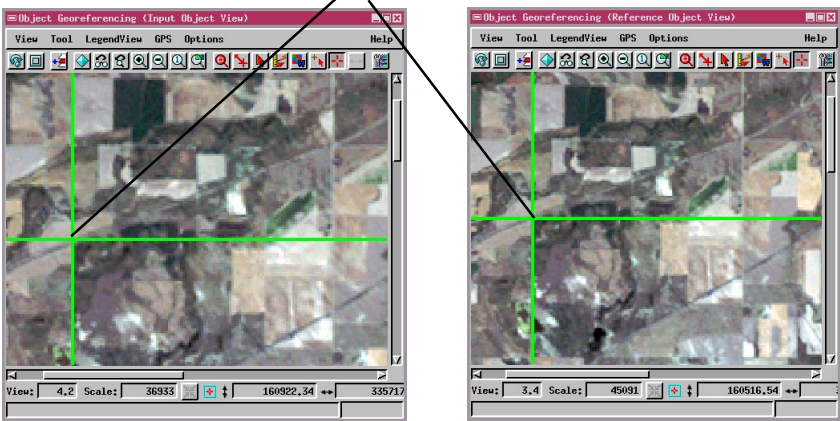 Object Georeferencing (Input Object View)
View Tool LegendView GPS Options Help
View: 4.2 Scale: 36933 160922.34 335717
Object Georeferencing (Reference Object View)
View Tool LegendView GPS Options Help
View: 3.4 Scale: 45091 160516.54